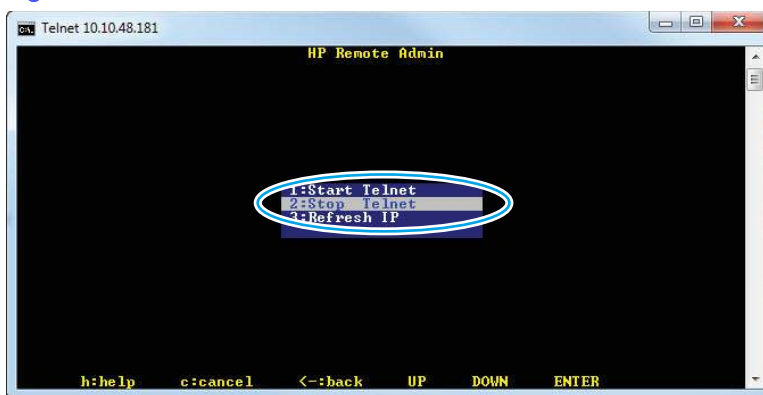 Telnet 10.10.48.181
HP Remote Admin
1:Start Telnet
2:Stop Telnet
3:Refresh IP
h:help c:cancel <-:back UP DOWN ENTER